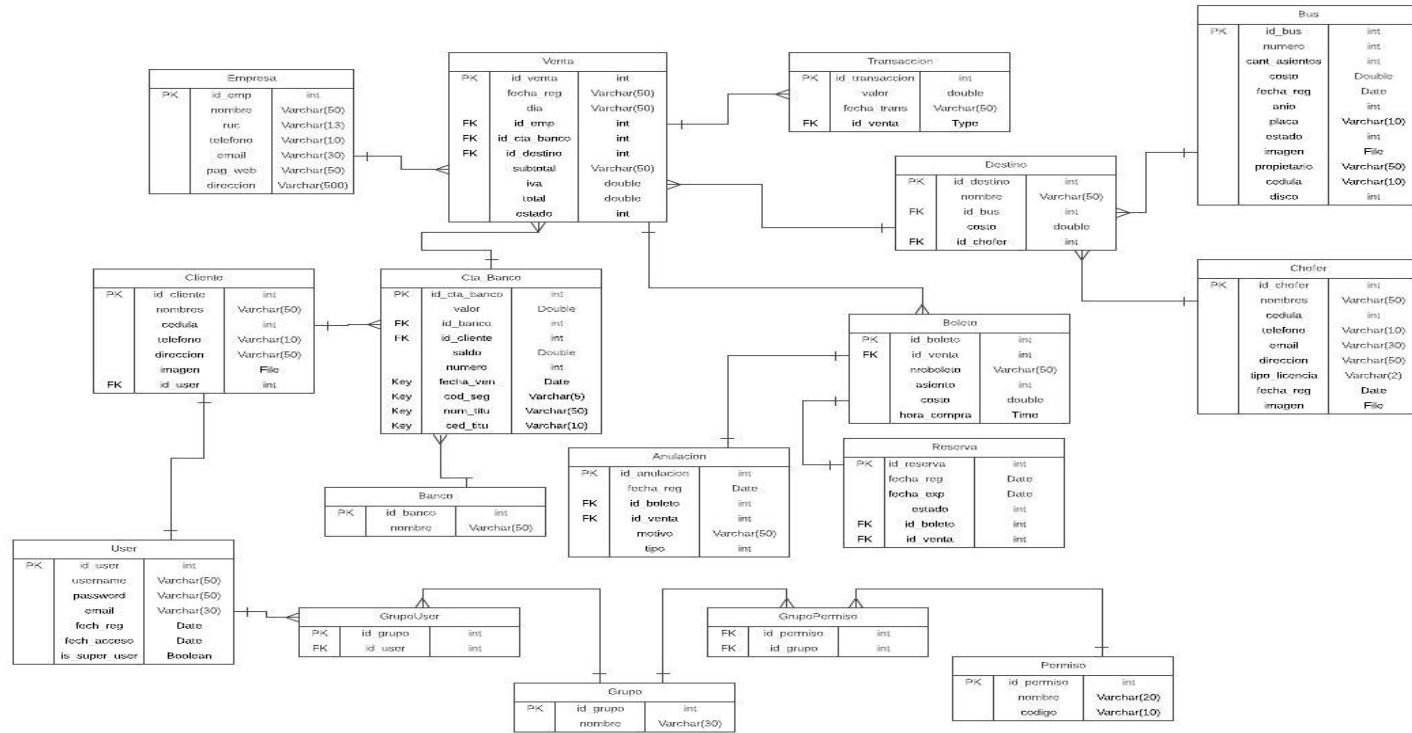 Empresa
PK id_emp int
nombre Varchar(50)
ruc Varchar(13)
telefono Varchar(10)
email Varchar(30)
pag_web Varchar(50)
direccion Varchar(500)
Venta
PK id_venta int
fecha_reg Varchar(50)
dia Varchar(50)
FK id_emp int
FK id_cta_banco int
FK id_destino int
subtotal Varchar(50)
iva double
total double
estado int
Transaccion
PK id_transaccion int
valor double
fecha_trans Varchar(50)
FK id_venta Type
Bus
PK id_bus int
numero int
cant_asientos int
costo Double
fecha_reg Date
anio int
placa Varchar(10)
estado int
imagen File
propietario Varchar(50)
cedula Varchar(10)
disco int
Destino
PK id_destino int
nombre Varchar(50)
FK id_bus int
costo double
FK id_chofer int
Cliente
PK id_cliente int
nombres Varchar(50)
cedula int
telefono Varchar(10)
direccion Varchar(50)
imagen File
FK id_user int
Cta_Banco
PK id_cta_banco int
valor Double
FK id_banco int
FK id_cliente int
saldo Double
numero int
Key fecha_ven Date
Key cod_seg Varchar(5)
Key nom_titu Varchar(50)
Key ced_titu Varchar(10)
Chofer
PK id_chofer int
nombres Varchar(50)
cedula int
telefono Varchar(10)
email Varchar(30)
direccion Varchar(50)
tipo_licencia Varchar(2)
fecha_reg Date
imagen File
Boleto
PK id_boleto int
FK id_venta int
nroboleto Varchar(50)
asiento int
costo double
hora_compra Time
Anulacion
PK id_anulacion int
fecha_reg Date
FK id_boleto int
FK id_venta int
motivo Varchar(50)
tipo int
Reserva
PK id_reserva int
fecha_reg Date
fecha_exp Date
estado int
FK id_boleto int
FK id_venta int
Banco
PK id_banco int
nombre Varchar(50)
User
PK id_user int
username Varchar(50)
password Varchar(50)
email Varchar(30)
fech_reg Date
fech_acceso Date
is_super_user Boolean
GrupoUser
PK id_grupo int
FK id_user int
GrupoPermiso
FK id_permiso int
FK id_grupo int
Permiso
PK id_permiso int
nombre Varchar(20)
codigo Varchar(10)
Grupo
PK id_grupo int
nombre Varchar(30)